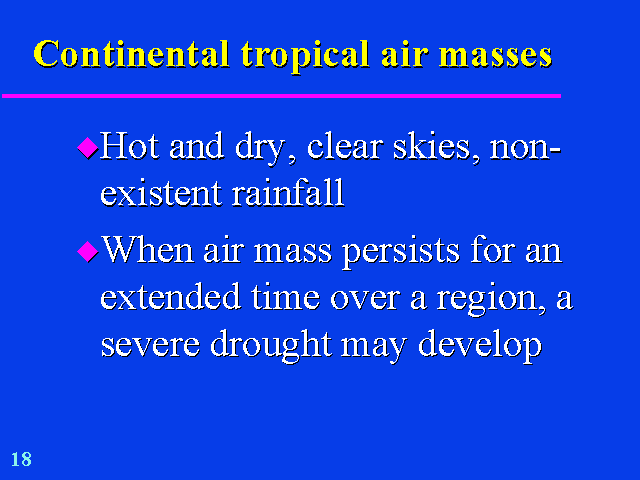 Continental tropical air masses
Hot and dry, clear skies, non-
existent rainfall
When air mass persists for an
extended time over a region, a
severe drought may develop
18